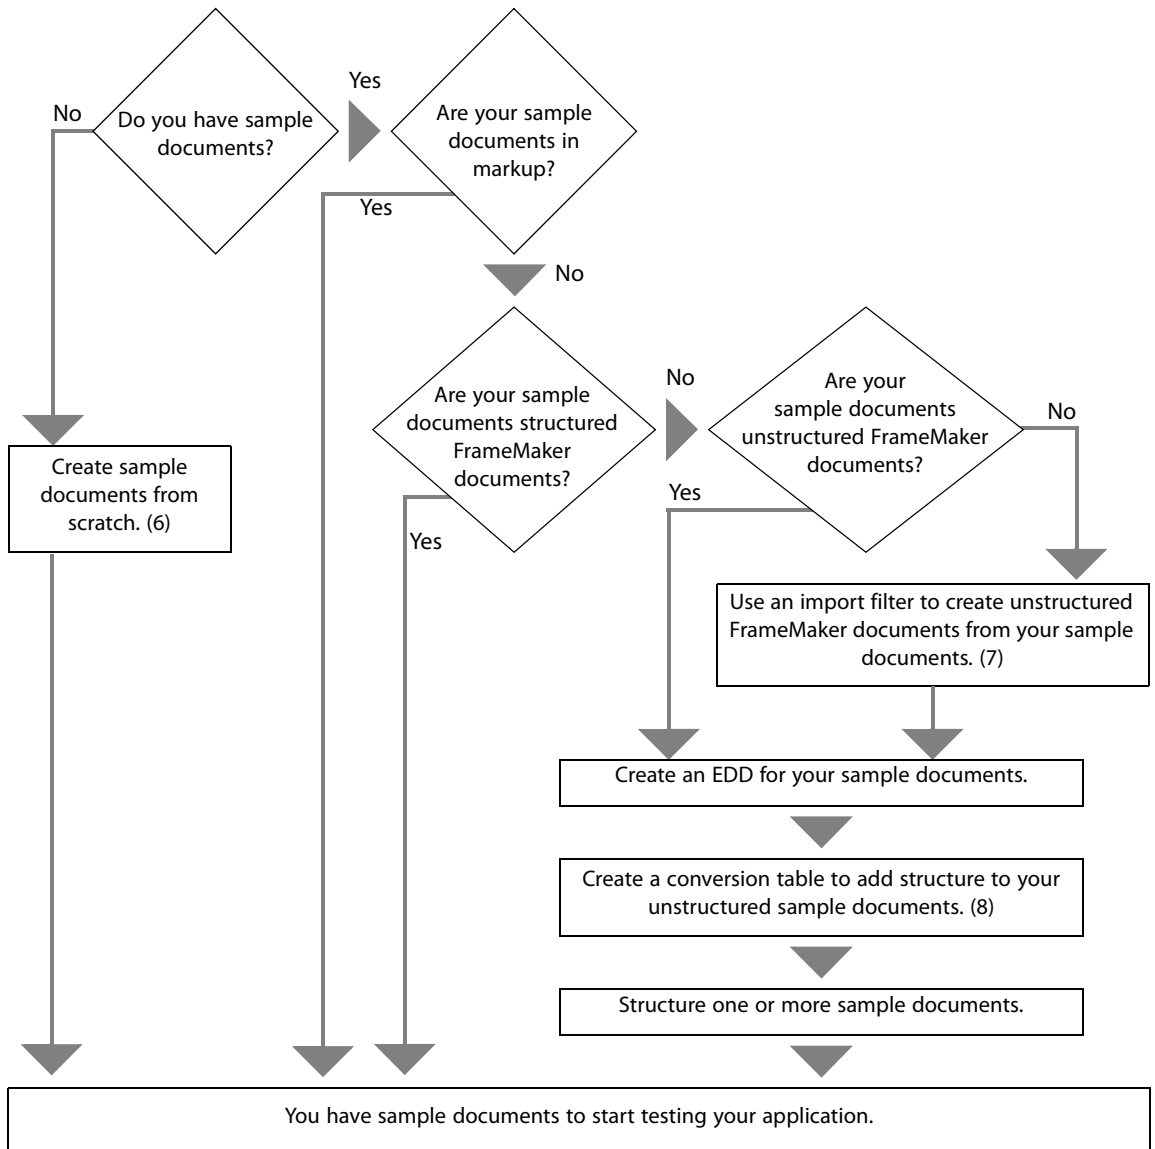 Yes
No
Do you have sample
documents?
Are your sample
documents in
markup?
Yes
No
Are your sample
documents structured
FrameMaker
documents?
No
Are your
sample documents
unstructured FrameMaker
documents?
No
Yes
Yes
Create sample
documents from
scratch. (6)
Use an import filter to create unstructured
FrameMaker documents from your sample
documents. (7)
Create an EDD for your sample documents.
Create a conversion table to add structure to your
unstructured sample documents. (8)
Structure one or more sample documents.
You have sample documents to start testing your application.